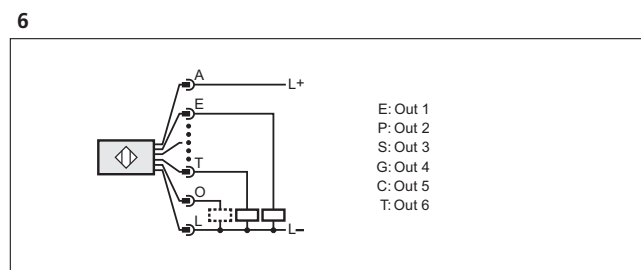 6
A
L+
E
T
O
L
L–
E: Out 1
P: Out 2
S: Out 3
G: Out 4
C: Out 5
T: Out 6